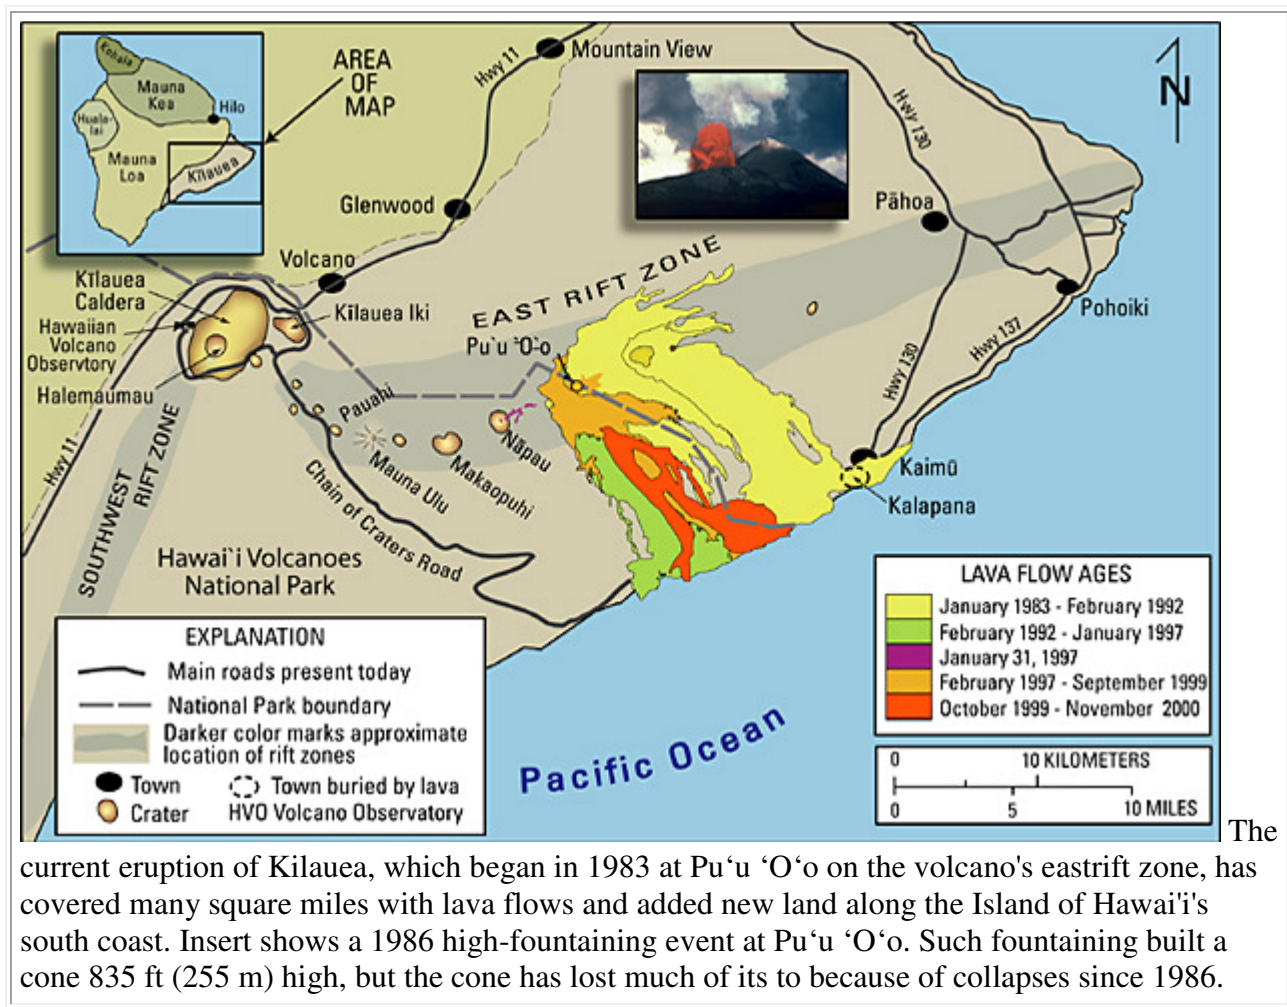 Kohala
Mauna
Kea
Hilo
Huala-
lai
Mauna
Loa
Kīlauea
AREA
OF
MAP
Hwy 11
Mountain View
N
Hwy 130
Glenwood
Pāhoa
Volcano
EAST RIFT ZONE
Kīlauea
Caldera
Kīlauea Iki
Pohoiki
Hawaiian
Volcano
Observtory
Pu`u `O`o
Hwy 137
Hwy 130
Halemaumau
Pauahi
Nāpau
Hwy 11
SOUTHWEST
RIFT ZONE
Mauna Ulu
Makaopuhi
Kaimū
Kalapana
Chain of Craters Road
Hawai`i Volcanoes
National Park
LAVA FLOW AGES
January 1983 - February 1992
February 1992 - January 1997
January 31, 1997
February 1997 - September 1999
October 1999 - November 2000
EXPLANATION
Main roads present today
National Park boundary
Darker color marks approximate
location of rift zones
Town
Town buried by lava
Crater
HVO Volcano Observatory
Pacific Ocean
0 10 KILOMETERS
0 5 10 MILES
The
current eruption of Kilauea, which began in 1983 at Pu‘u ‘O‘o on the volcano's eastrift zone, has
covered many square miles with lava flows and added new land along the Island of Hawai'i's
south coast. Insert shows a 1986 high-fountaining event at Pu‘u ‘O‘o. Such fountaining built a
cone 835 ft (255 m) high, but the cone has lost much of its to because of collapses since 1986.